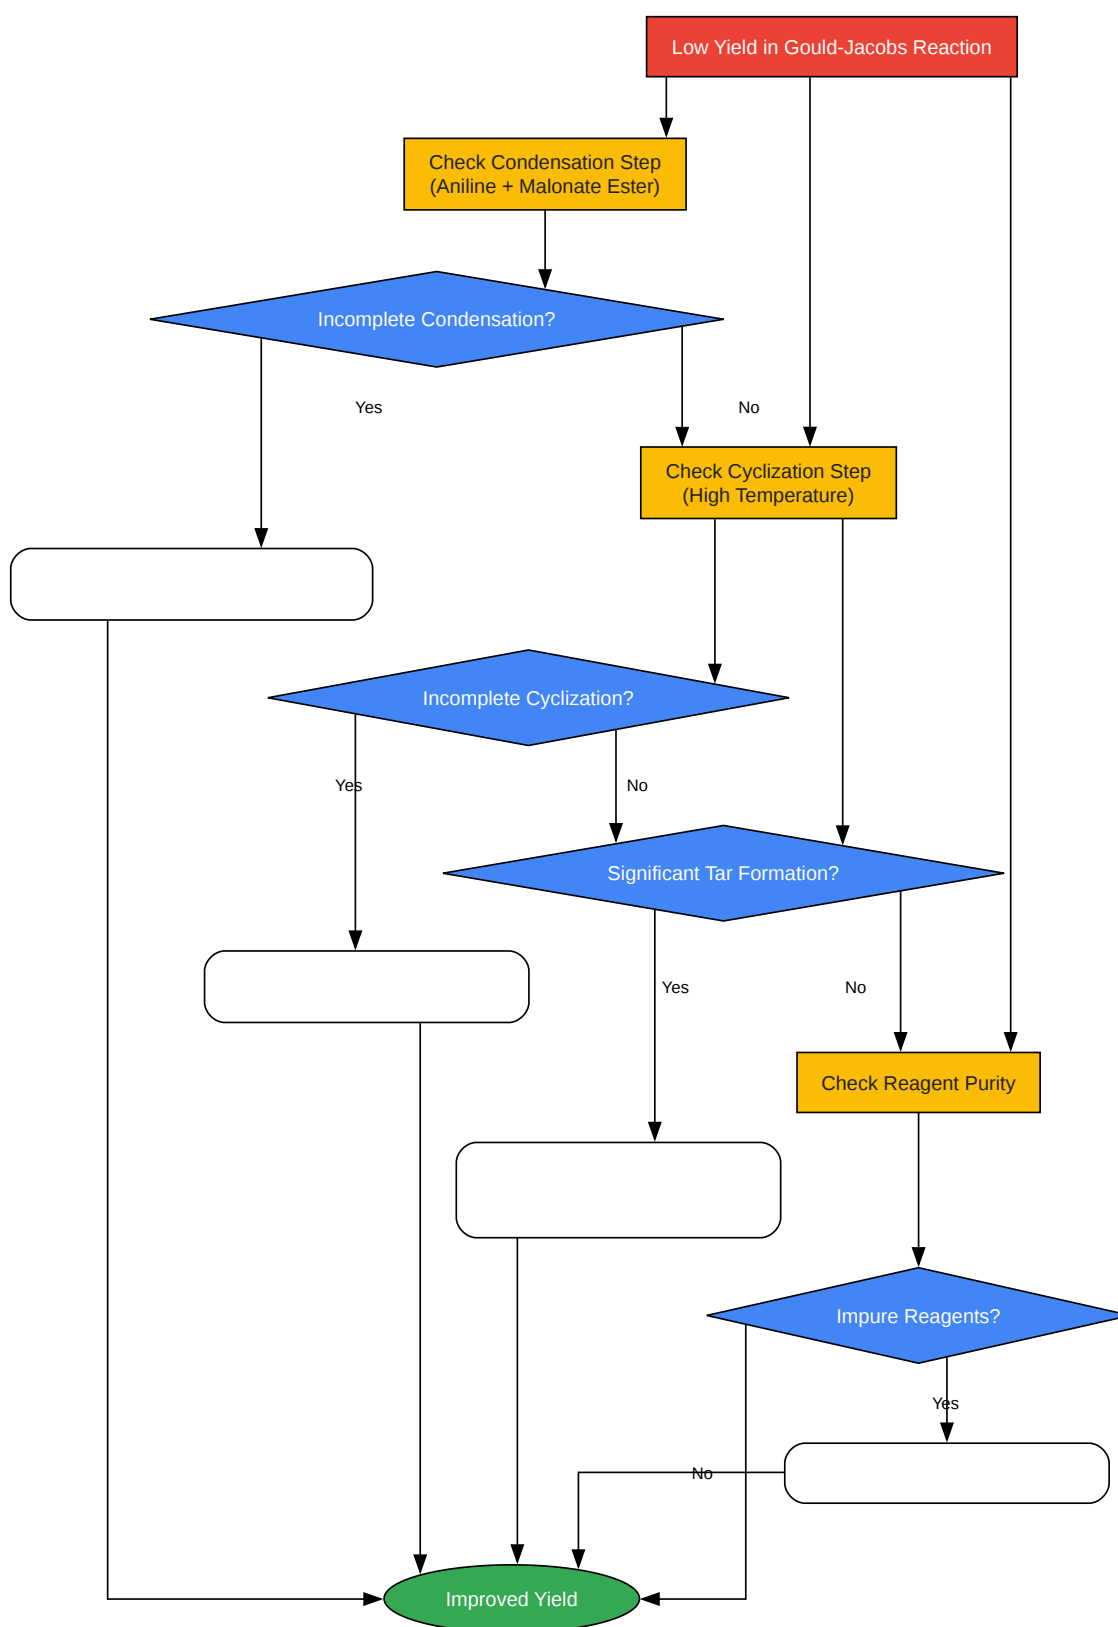 Low Yield in Gould-Jacobs Reaction
Check Condensation Step
(Aniline + Malonate Ester)
Incomplete Condensation?
Yes
No
Check Cyclization Step
(High Temperature)
Incomplete Cyclization?
Yes
No
Significant Tar Formation?
Yes
No
Check Reagent Purity
Impure Reagents?
Yes
No
Improved Yield